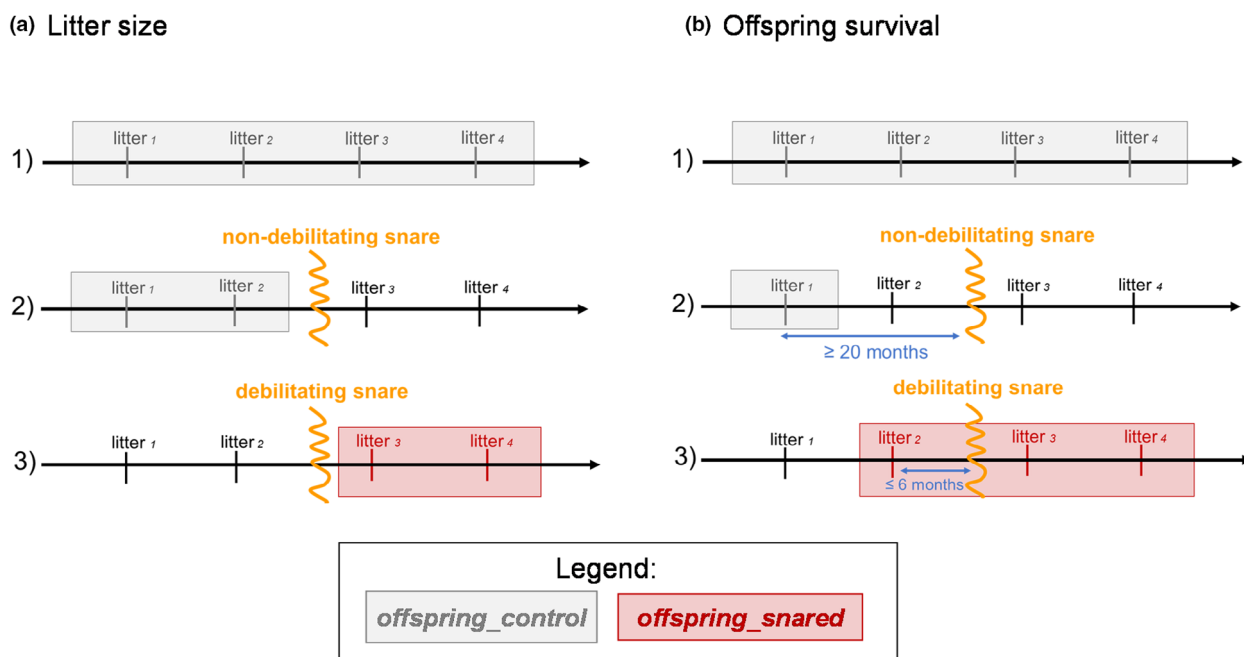 (a) Litter size
1)
litter 1 litter 2 litter 3 litter 4
non-debilitating snare
2)
litter 1 litter 2 litter 3 litter 4
debilitating snare
3)
litter 1 litter 2 litter 3 litter 4
(b) Offspring survival
1)
litter 1 litter 2 litter 3 litter 4
non-debilitating snare
2)
litter 1 litter 2 litter 3 litter 4
≥ 20 months
debilitating snare
3)
litter 1 litter 2 litter 3 litter 4
≤ 6 months
Legend:
offspring_control offspring_snared